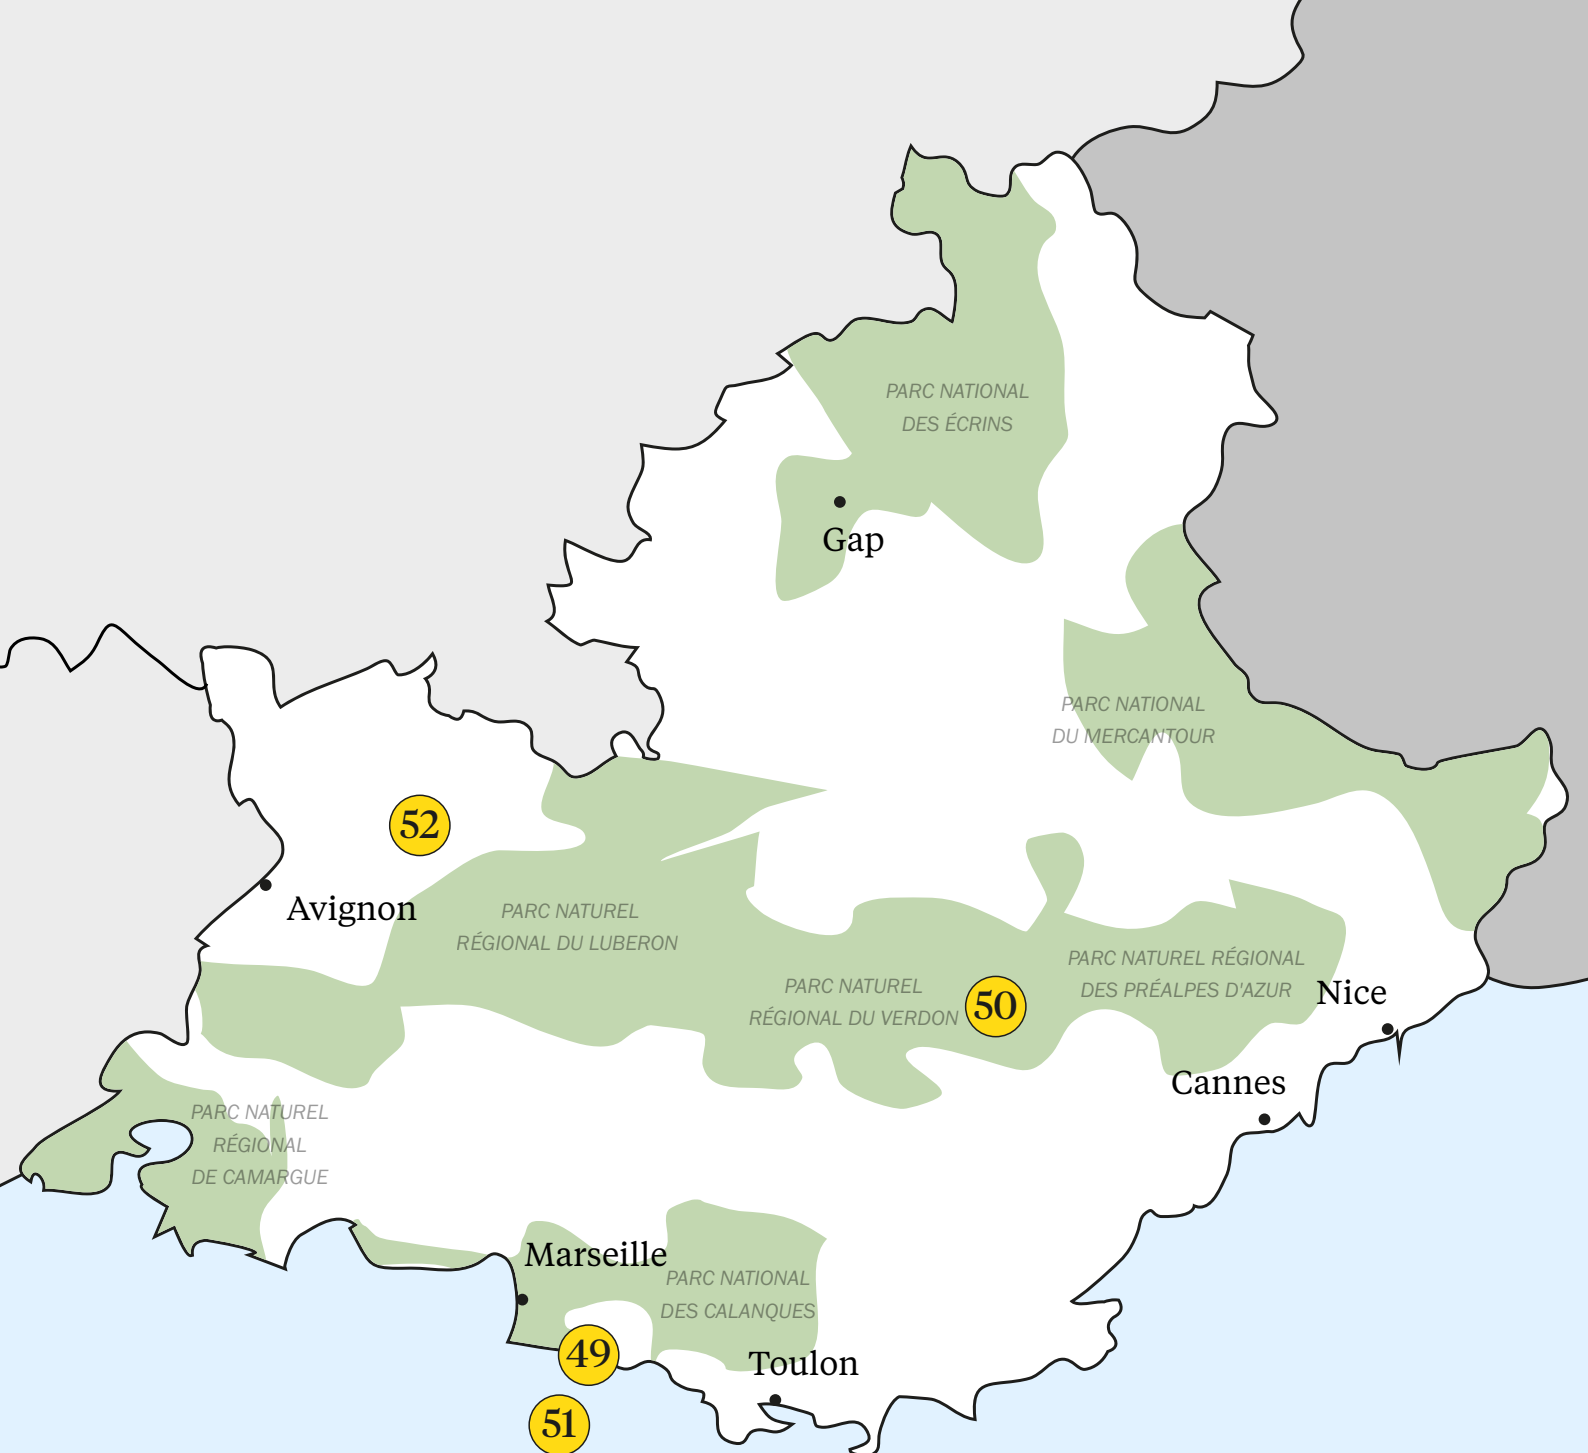 PARC NATIONAL
DES ÉCRINS
Gap
PARC NATIONAL
DU MERCANTOUR
52
Avignon
PARC NATUREL
RÉGIONAL DU LUBERON
PARC NATUREL
RÉGIONAL DU VERDON
50
PARC NATUREL RÉGIONAL
DES PRÉALPES D'AZUR
Nice
Cannes
PARC NATUREL
RÉGIONAL
DE CAMARGUE
Marseille
PARC NATIONAL
DES CALANQUES
49
Toulon
51